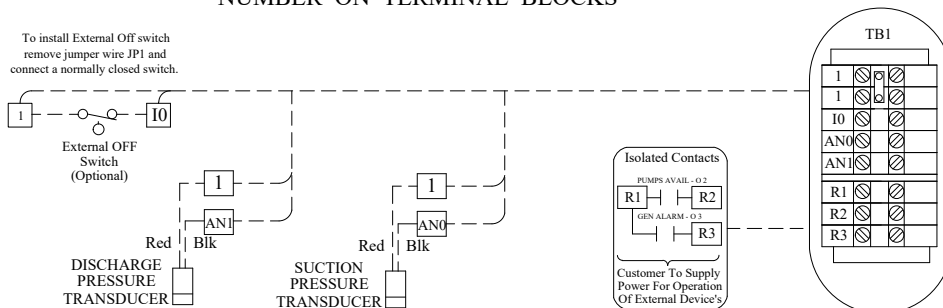 NUMBER ON TERMINAL BLOCKS
To install External Off switch
remove jumper wire JP1 and
connect a normally closed switch.
1
I0
External OFF
Switch
(Optional)
1
AN1
Red
Blk
DISCHARGE
PRESSURE
TRANSDUCER
1
AN0
Red
Blk
SUCTION
PRESSURE
TRANSDUCER
Isolated Contacts
PUMPS AVAIL - O 2
R1
R2
GEN ALARM - O 3
R3
Customer To Supply
Power For Operation
Of External Device's
TB1
1
1
I0
AN0
AN1
R1
R2
R3